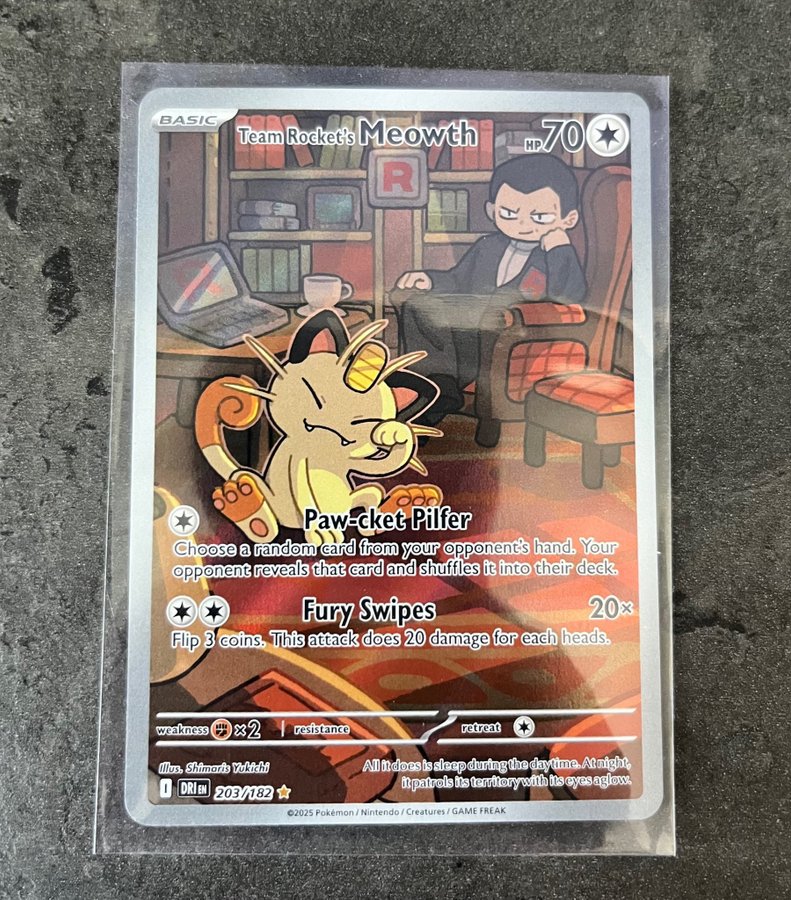 BASIC
Team Rocket's Meowth
HP 70
R
Paw-cket Pilfer
Choose a random card from your opponent's hand. Your
opponent reveals that card and shuffles it into their deck.
Fury Swipes 20×
Flip 3 coins. This attack does 20 damage for each heads.
weakness ×2 resistance retreat
Illus. Shimaris Yukichi
All it does is sleep during the daytime. At night,
it patrols its territory with its eyes aglow.
I DRI EN 203/182
©2025 Pokémon / Nintendo / Creatures / GAME FREAK